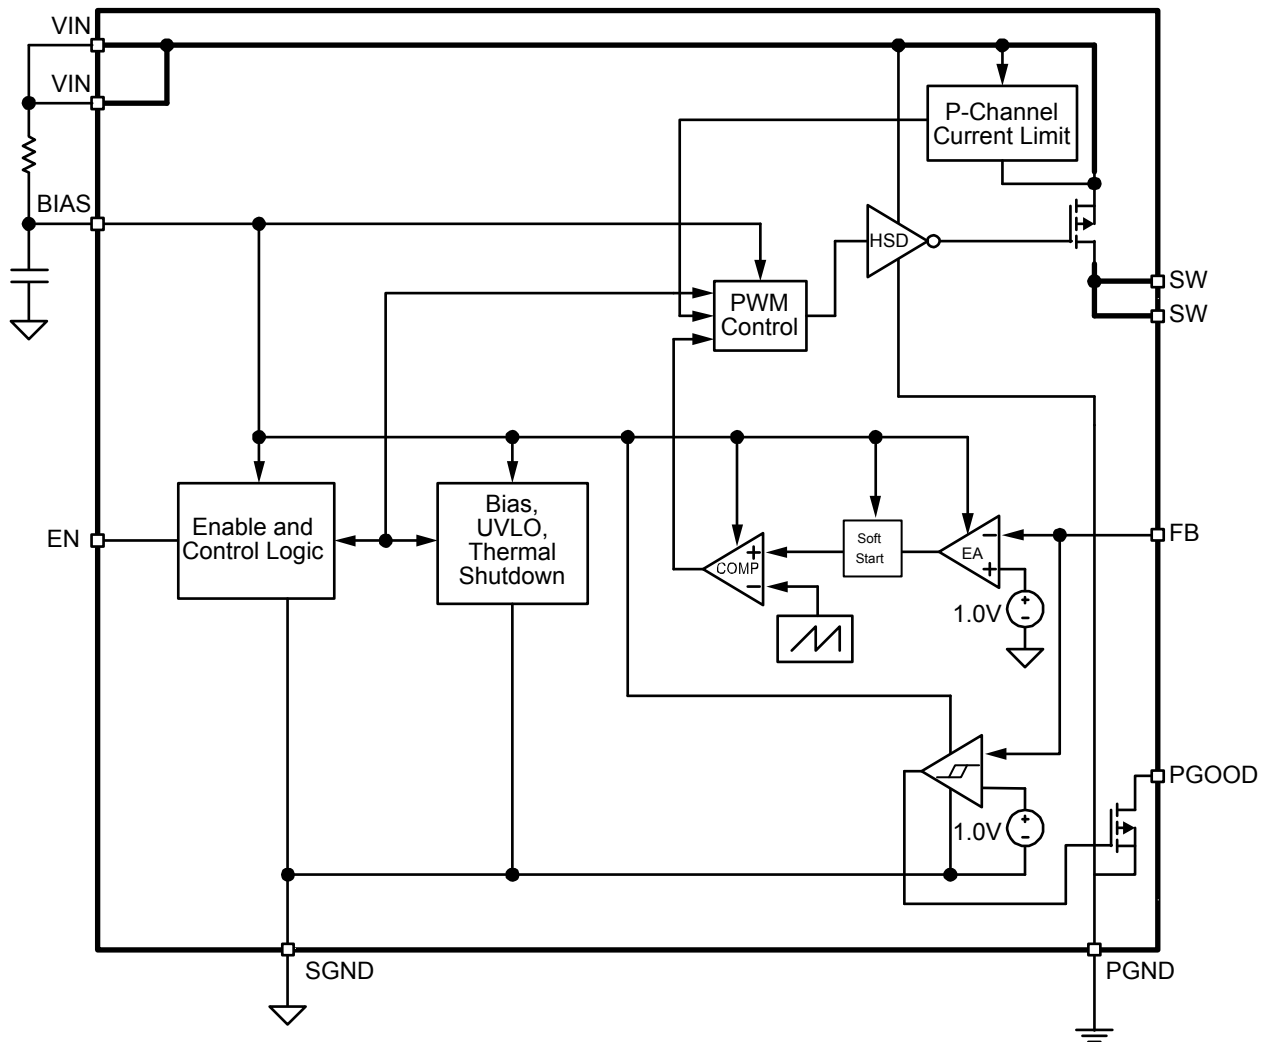 VIN
VIN
P-Channel
Current Limit
BIAS
HSD
SW
PWM
Control
SW
Enable and
Control Logic
Bias,
UVLO,
Thermal
Shutdown
EN
Soft
Start
EA
−
+
FB
COMP
+
−
1.0V
+
-
PGOOD
1.0V
+
-
SGND
PGND